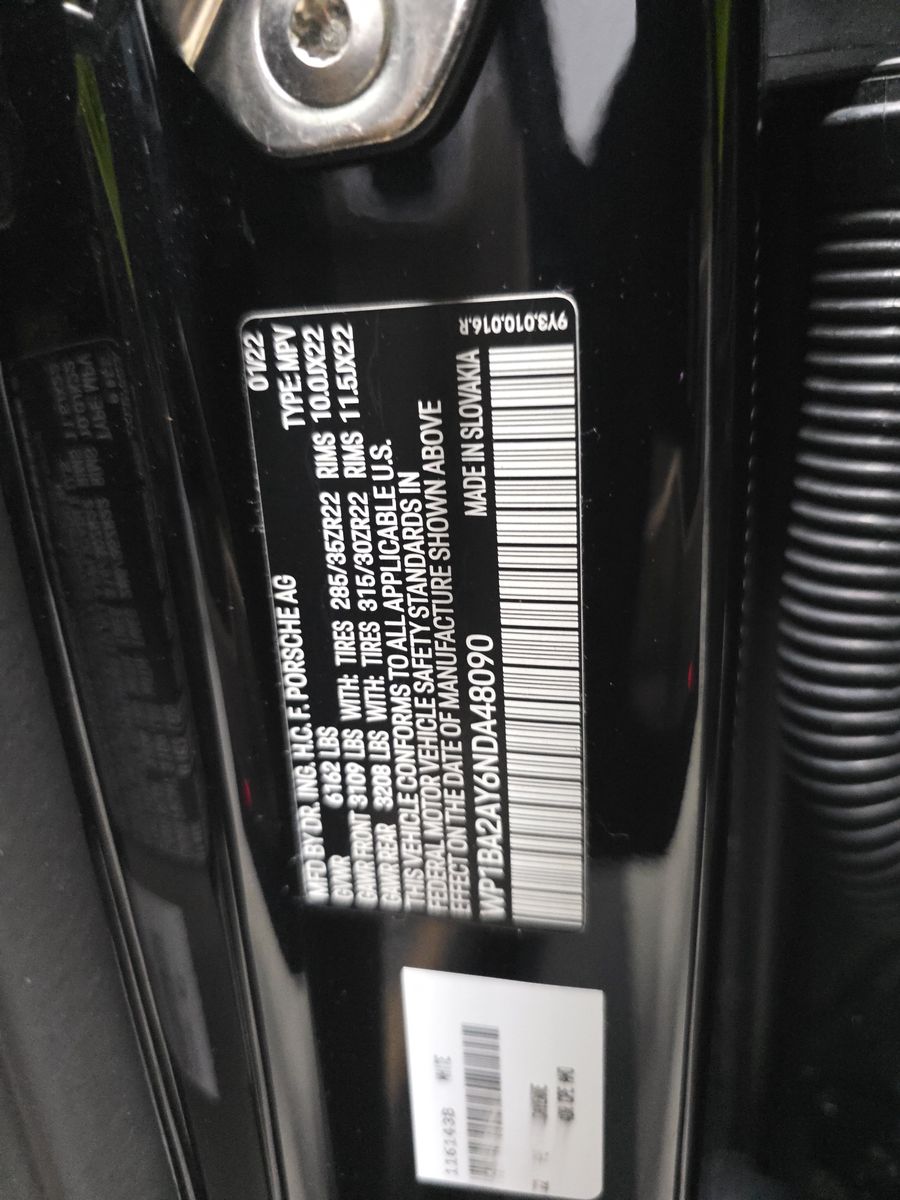 MFD BY DR. ING. H.C. F. PORSCHE AG 01/22
GVWR 6162 LBS TYPE: MPV
GAWR FRONT 3109 LBS WITH: TIRES 285/35ZR22 RIMS 10.0JX22
GAWR REAR 3208 LBS WITH: TIRES 315/30ZR22 RIMS 11.5JX22
THIS VEHICLE CONFORMS TO ALL APPLICABLE U.S.
FEDERAL MOTOR VEHICLE SAFETY STANDARDS IN
EFFECT ON THE DATE OF MANUFACTURE SHOWN ABOVE
MADE IN SLOVAKIA
WP1BA2AY6NDA48090
9Y3.010.016.R
1161438